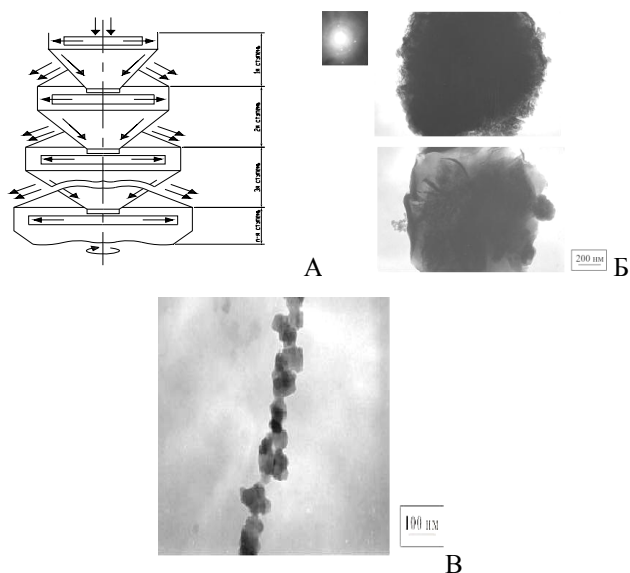 1я ступень
2я ступень
3я ступень
n-я ступень
А
200 нм
Б
100 нм
В